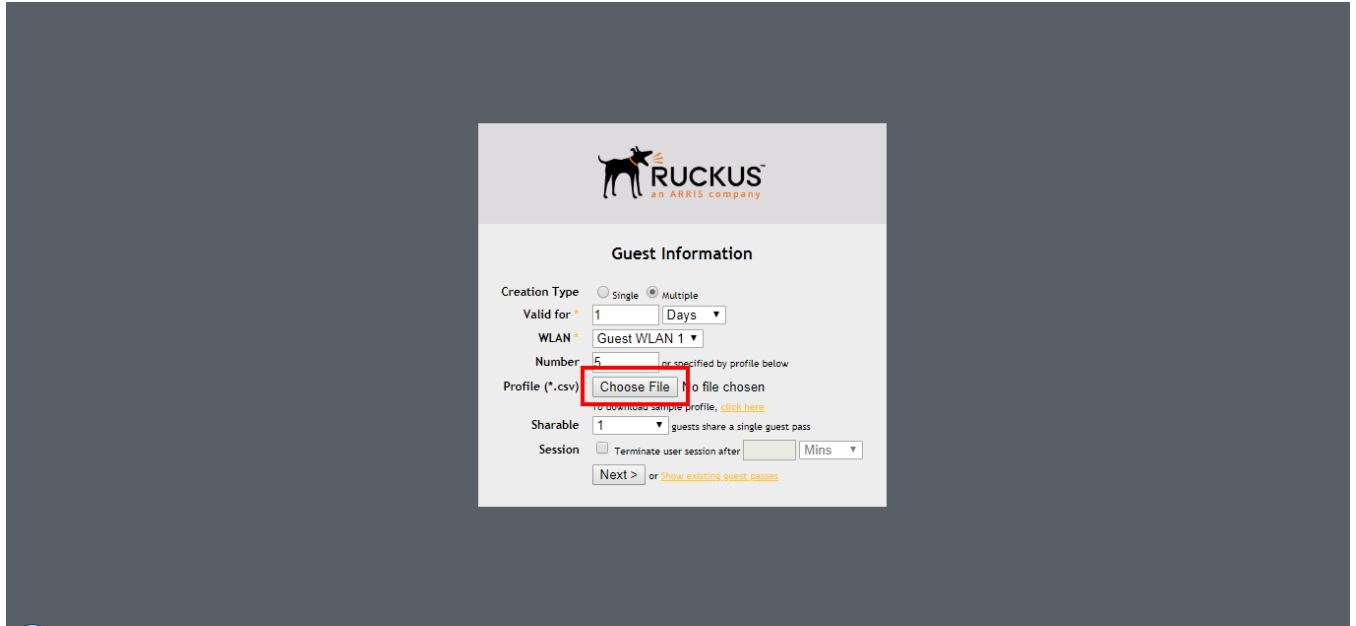 RUCKUS™
an ARRIS company
Guest Information
Creation Type Single Multiple
Valid for * 1 Days ▼
WLAN * Guest WLAN 1 ▼
Number 5 or specified by profile below
Profile (*.csv) Choose File No file chosen
To download sample profile, click here
Sharable 1 ▼ guests share a single guest pass
Session Terminate user session after Mins ▼
Next > or Show existing guest passes